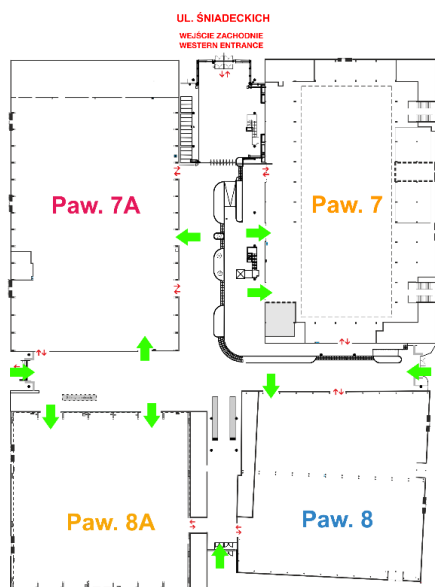 UL. ŚNIADECKICH
WEJŚCIE ZACHODNIE
WESTERN ENTRANCE
Paw. 7A
Paw. 7
Paw. 8A
Paw. 8